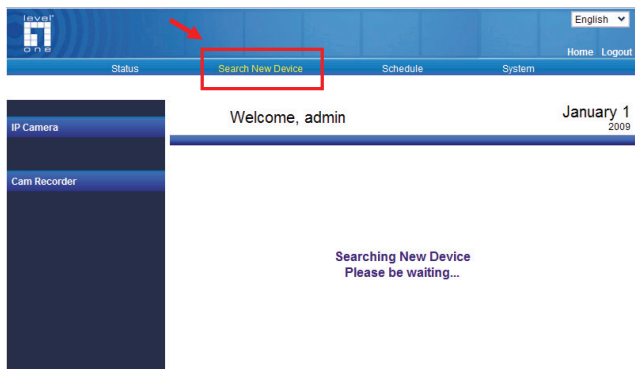 level
one
English
Home Logout
Status Search New Device Schedule System
Welcome, admin
January 1
2009
IP Camera
Cam Recorder
Searching New Device
Please be waiting...